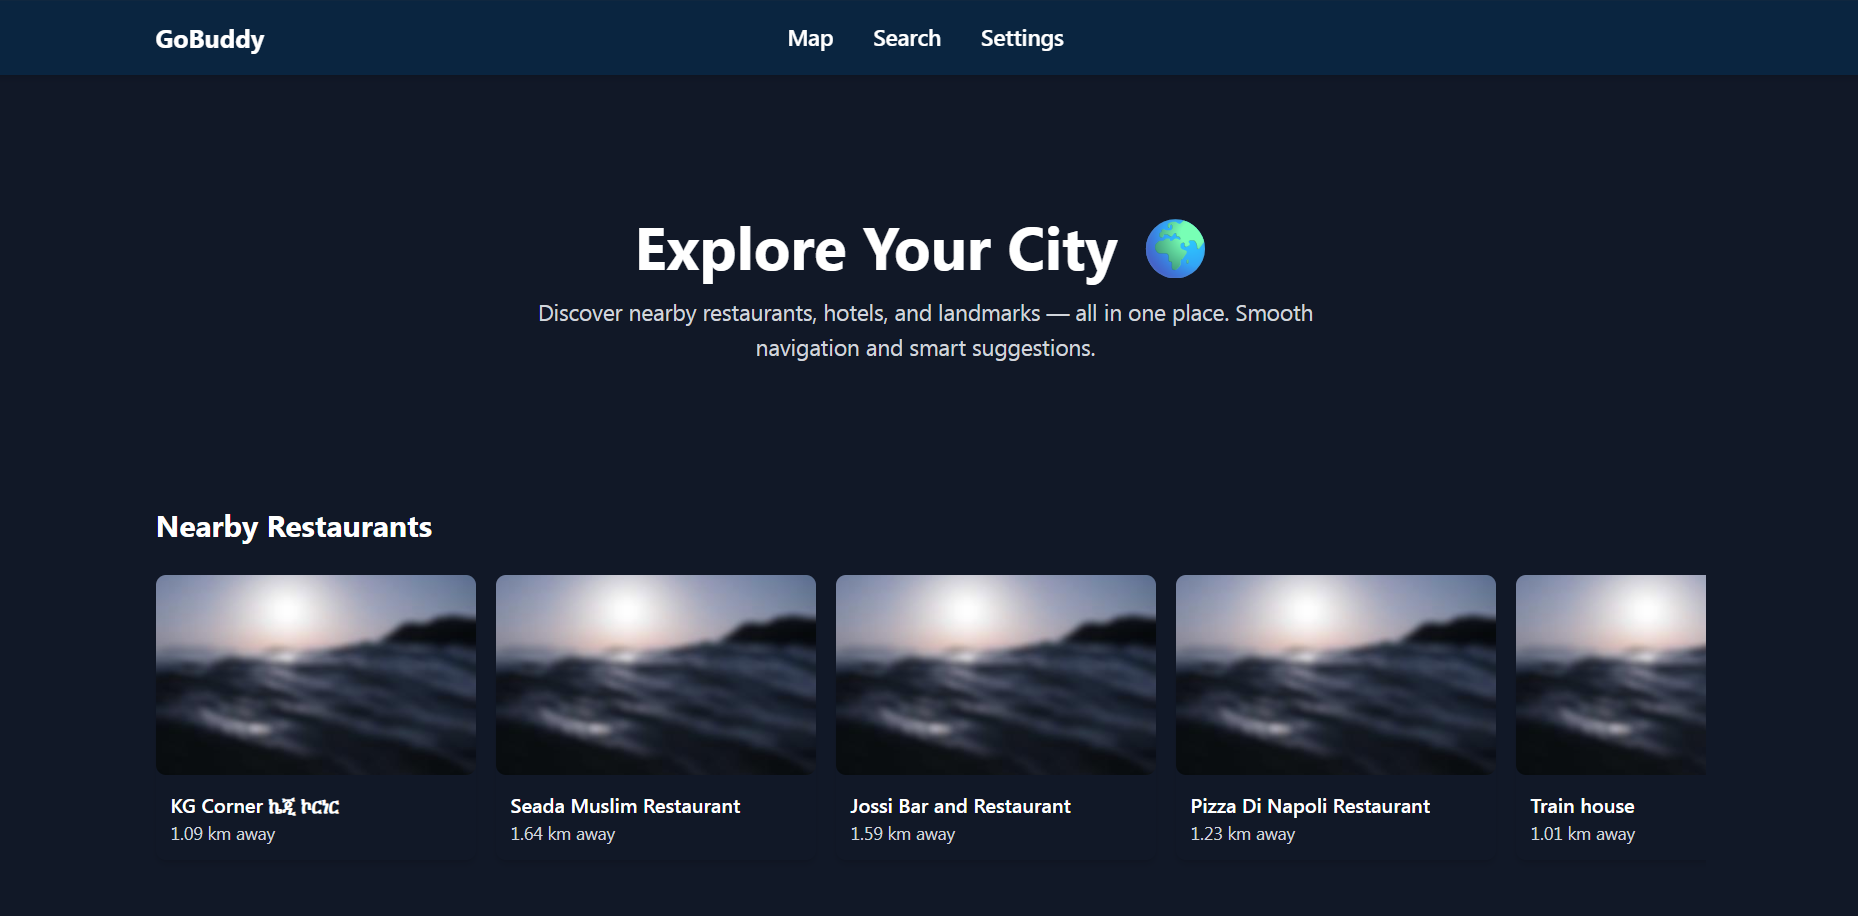 GoBuddy
Map
Search
Settings
Explore Your City 🌍
Discover nearby restaurants, hotels, and landmarks — all in one place. Smooth
navigation and smart suggestions.
Nearby Restaurants
KG Corner ኬጂ ኮርነር
1.09 km away
Seada Muslim Restaurant
1.64 km away
Jossi Bar and Restaurant
1.59 km away
Pizza Di Napoli Restaurant
1.23 km away
Train house
1.01 km away